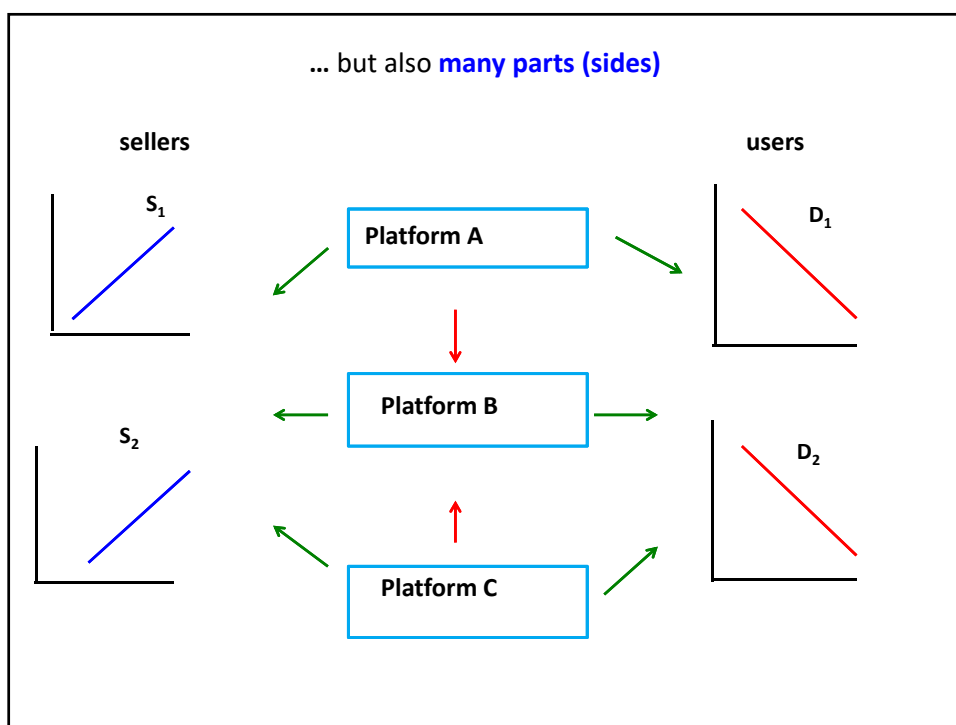 ... but also many parts (sides)
sellers
users
S₁
D₁
Platform A
Platform B
S₂
D₂
Platform C